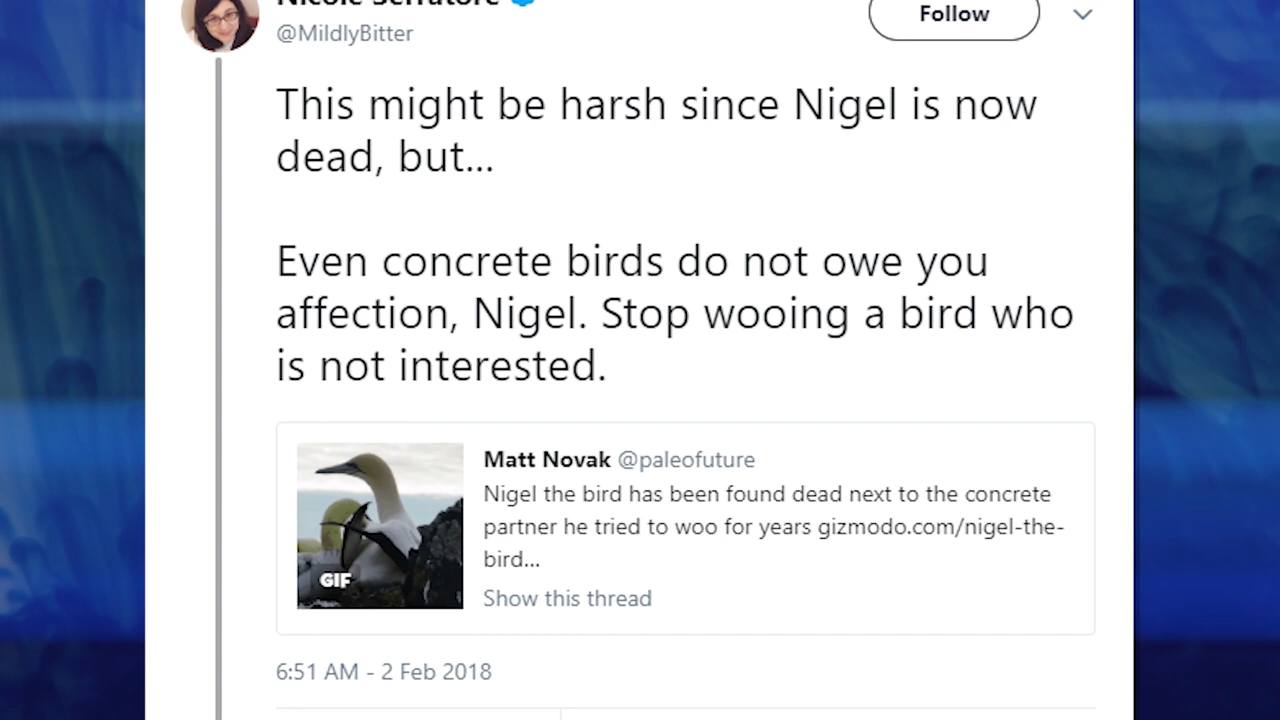 Nicole Serratore
@MildlyBitter
Follow
This might be harsh since Nigel is now
dead, but...
Even concrete birds do not owe you
affection, Nigel. Stop wooing a bird who
is not interested.
Matt Novak @paleofuture
Nigel the bird has been found dead next to the concrete
partner he tried to woo for years gizmodo.com/nigel-the-
bird...
GIF
Show this thread
6:51 AM - 2 Feb 2018